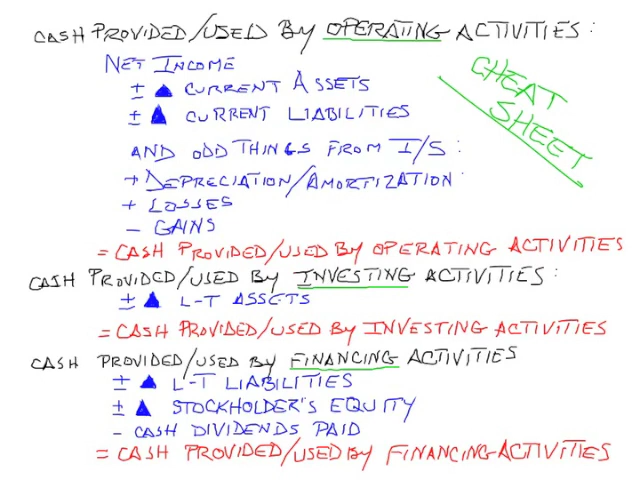 CASH PROVIDED/USED BY OPERATING ACTIVITIES:
NET INCOME
± ▲ CURRENT ASSETS
± ▲ CURRENT LIABILITIES
AND ODD THINGS FROM I/S:
+ DEPRECIATION/AMORTIZATION:
+ LOSSES
- GAINS
= CASH PROVIDED/USED BY OPERATING ACTIVITIES
CHEAT
SHEET
CASH PROVIDED/USED BY INVESTING ACTIVITIES:
± ▲ L-T ASSETS
= CASH PROVIDED/USED BY INVESTING ACTIVITIES
CASH PROVIDED/USED BY FINANCING ACTIVITIES
± ▲ L-T LIABILITIES
± ▲ STOCKHOLDER'S EQUITY
- CASH DIVIDENDS PAID
= CASH PROVIDED/USED BY FINANCING ACTIVITIES